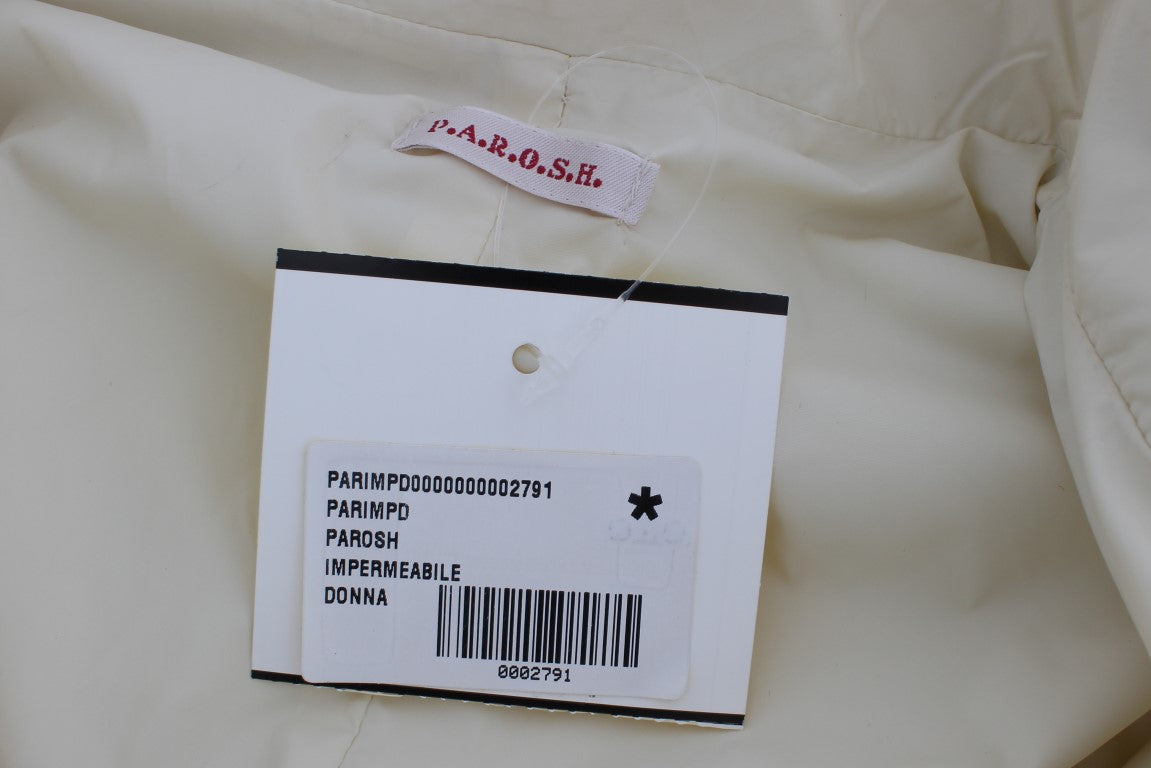 P.A.R.O.S.H.
PARIMPD0000000002791
PARIMPD
PAROSH
IMPERMEABILE
DONNA
*
0002791